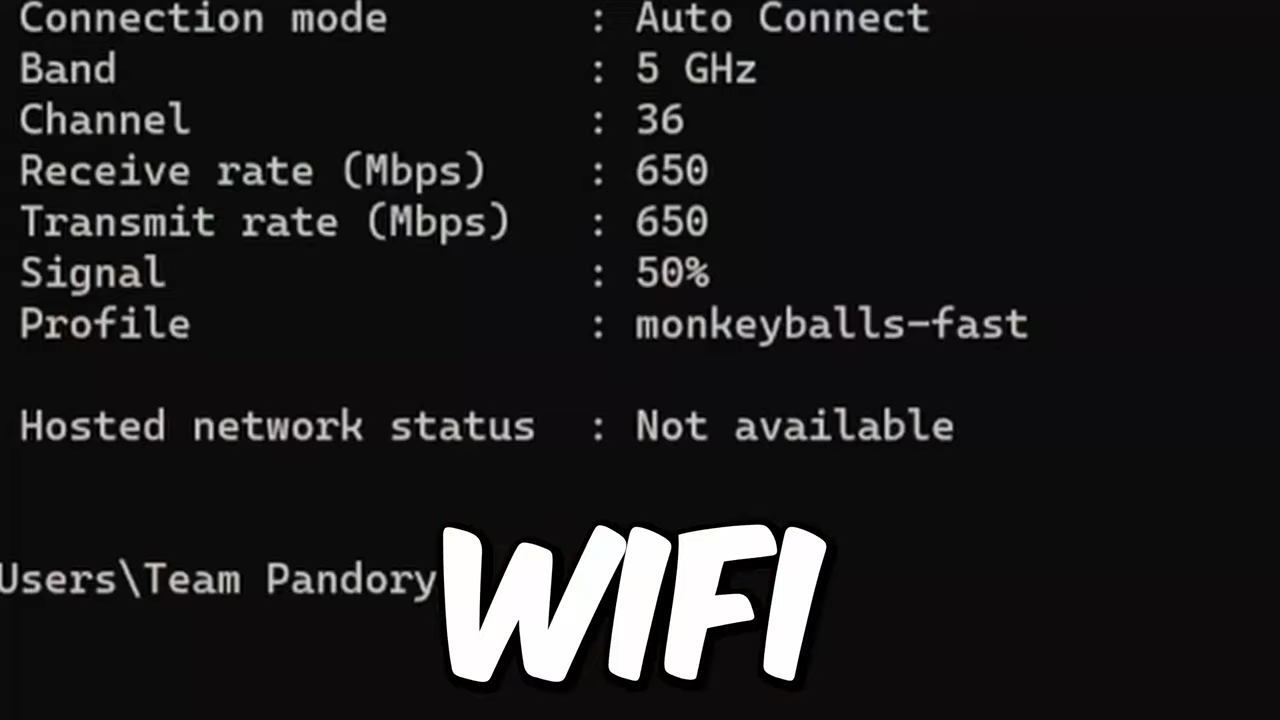 Connection mode : Auto Connect
Band : 5 GHz
Channel : 36
Receive rate (Mbps) : 650
Transmit rate (Mbps) : 650
Signal : 50%
Profile : monkeyballs-fast
Hosted network status : Not available
Users\Team Pandory
WIFI